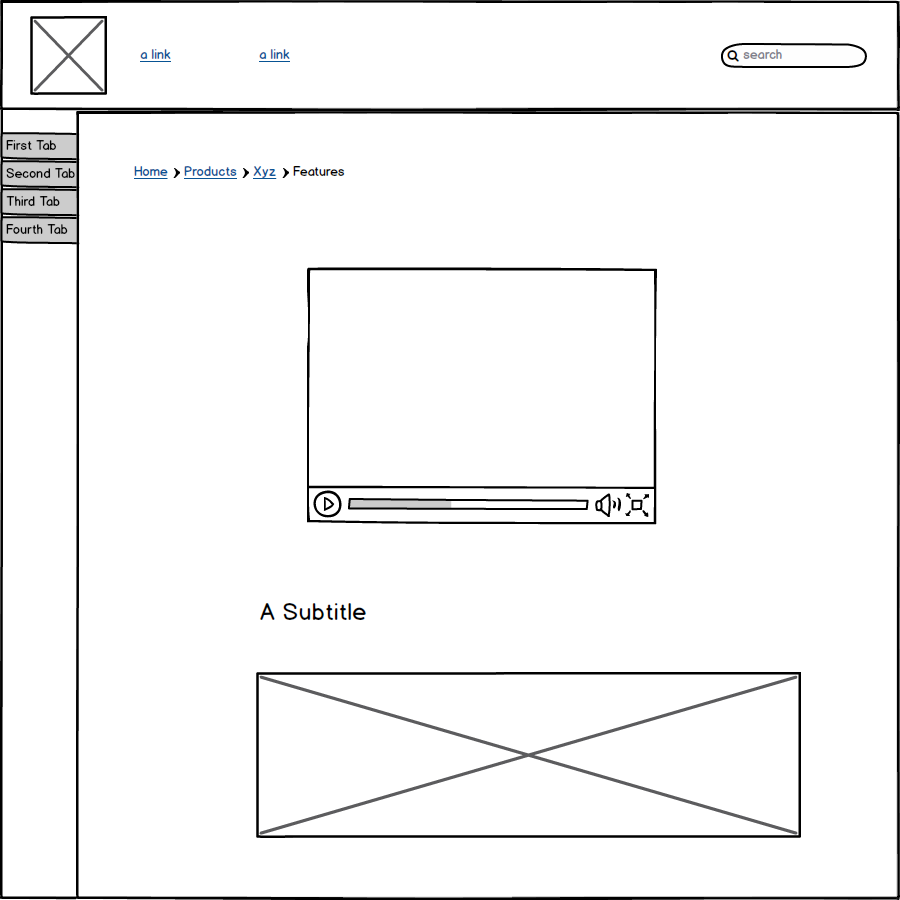 a link a link search
First Tab
Second Tab
Third Tab
Fourth Tab
Home Products Xyz Features
A Subtitle